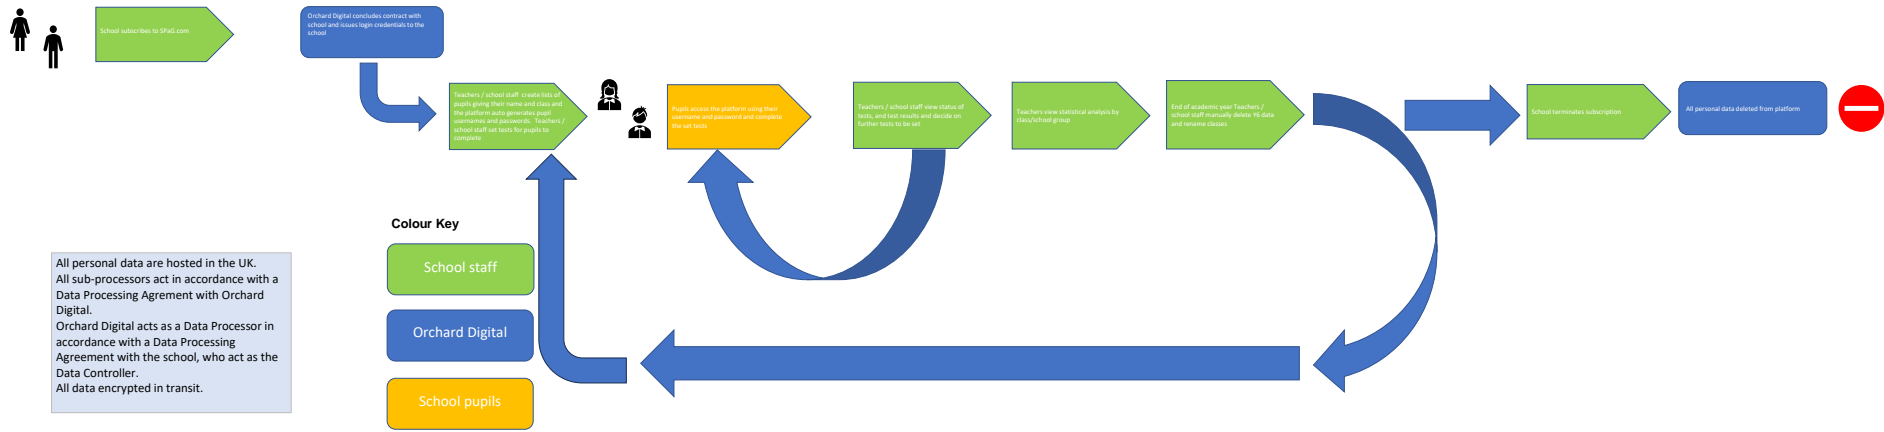 School subscribes to SPaG.com
Orchard Digital concludes contract with
school and issues login credentials to the
school
Teachers / school staff  create lists of
pupils giving their name and class and
the platform auto generates pupil
usernames and passwords.  Teachers /
school staff set tests for pupils to
complete
Pupils access the platform using their
username and password and complete
the set tests
Teachers / school staff view status of
tests, and test results and decide on
further tests to be set
Teachers view statistical analysis by
class/school group
End of academic year Teachers /
school staff manually delete Y6 data
and rename classes
School terminates subscription
All personal data deleted from platform
Colour Key
School staff
Orchard Digital
School pupils
All personal data are hosted in the UK.
All sub-processors act in accordance with a
Data Processing Agrement with Orchard
Digital.
Orchard Digital acts as a Data Processor in
accordance with a Data Processing
Agreement with the school, who act as the
Data Controller.
All data encrypted in transit.